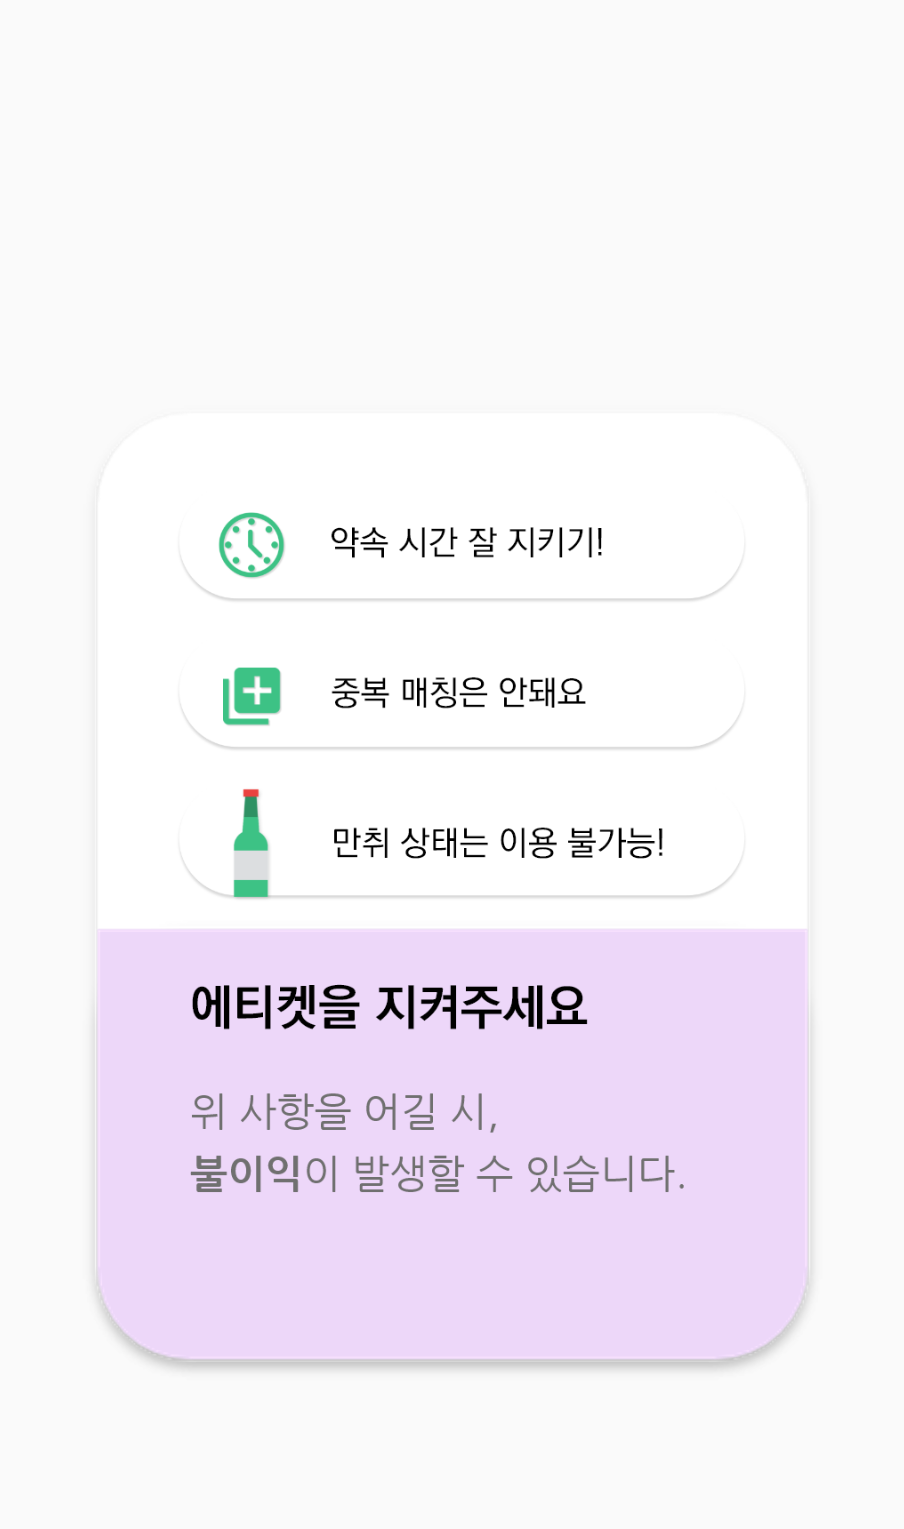 약속 시간 잘 지키기!
중복 매칭은 안돼요
만취 상태는 이용 불가능!
에티켓을 지켜주세요
위 사항을 어길 시,
불이익이 발생할 수 있습니다.